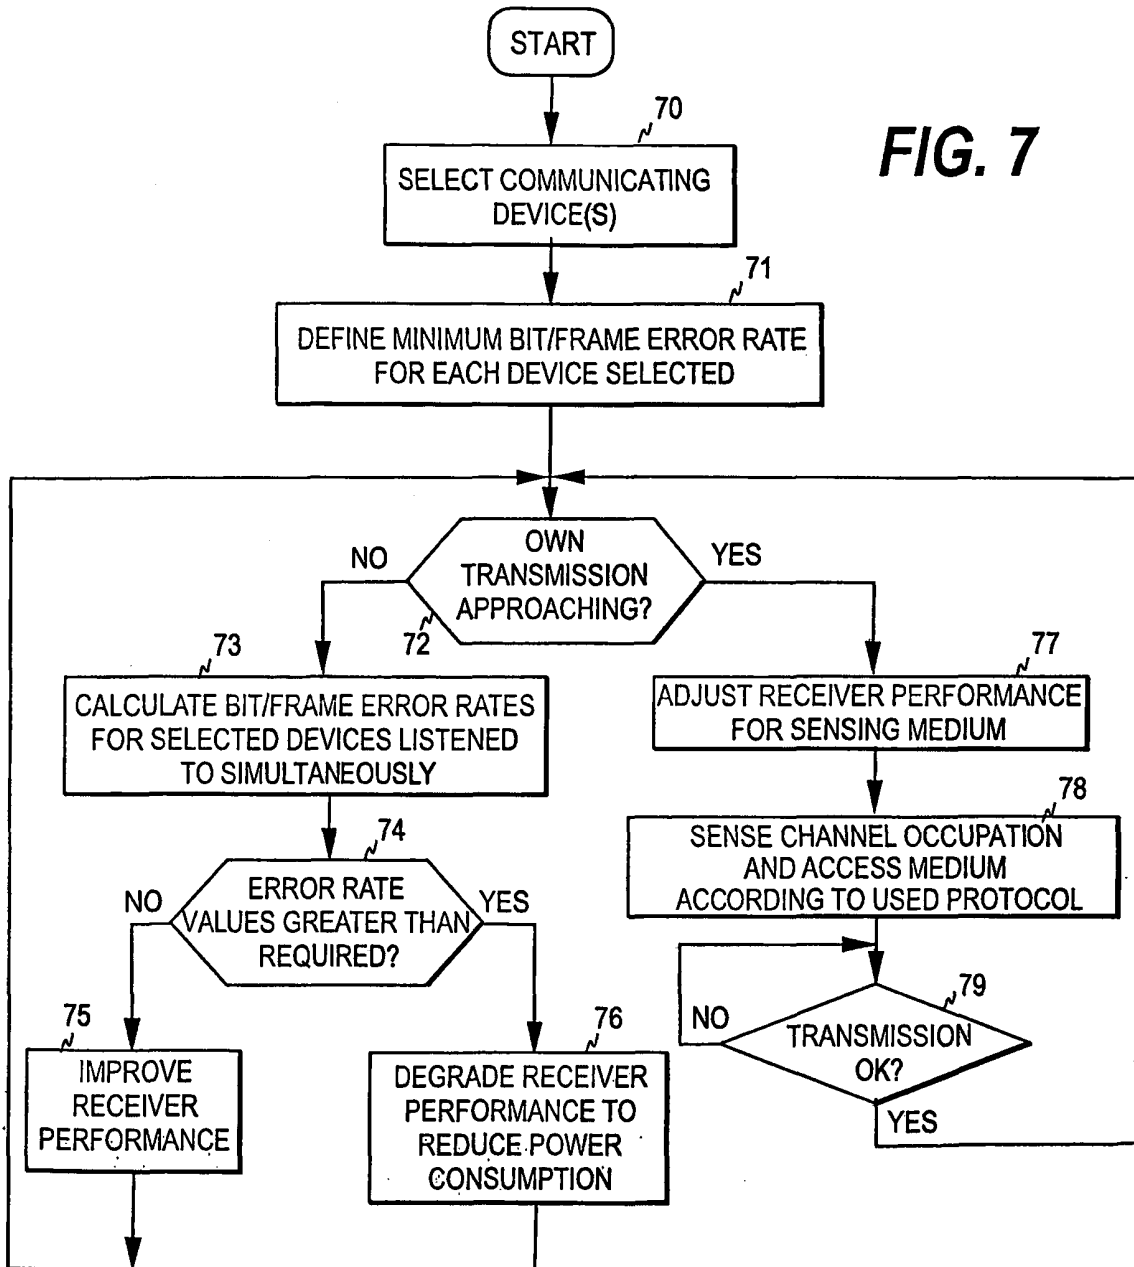 START
FIG. 7
70
SELECT COMMUNICATING
DEVICE(S)
71
DEFINE MINIMUM BIT/FRAME ERROR RATE
FOR EACH DEVICE SELECTED
OWN
TRANSMISSION
APPROACHING?
NO
YES
72
73
CALCULATE BIT/FRAME ERROR RATES
FOR SELECTED DEVICES LISTENED
TO SIMULTANEOUSLY
77
ADJUST RECEIVER PERFORMANCE
FOR SENSING MEDIUM
74
ERROR RATE
VALUES GREATER THAN
REQUIRED?
NO
YES
78
SENSE CHANNEL OCCUPATION
AND ACCESS MEDIUM
ACCORDING TO USED PROTOCOL
75
IMPROVE
RECEIVER
PERFORMANCE
76
DEGRADE RECEIVER
PERFORMANCE TO
REDUCE POWER
CONSUMPTION
79
TRANSMISSION
OK?
NO
YES